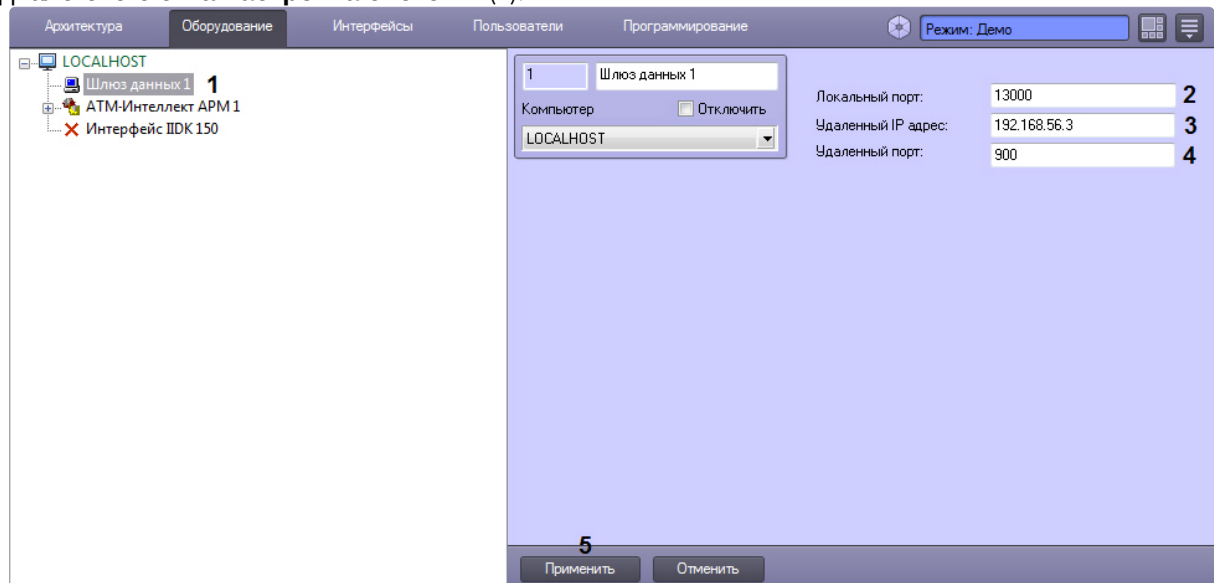 Архитектура Оборудование Интерфейсы Пользователи Программирование Режим: Демо
LOCALHOST
Шлюз данных 1 1
АТМ-Интеллект АРМ 1
Интерфейс IIDK 150
1 Шлюз данных 1
Компьютер Отключить
LOCALHOST
Локальный порт: 13000 2
Удаленный IP адрес: 192.168.56.3 3
Удаленный порт: 900 4
5
Применить Отменить